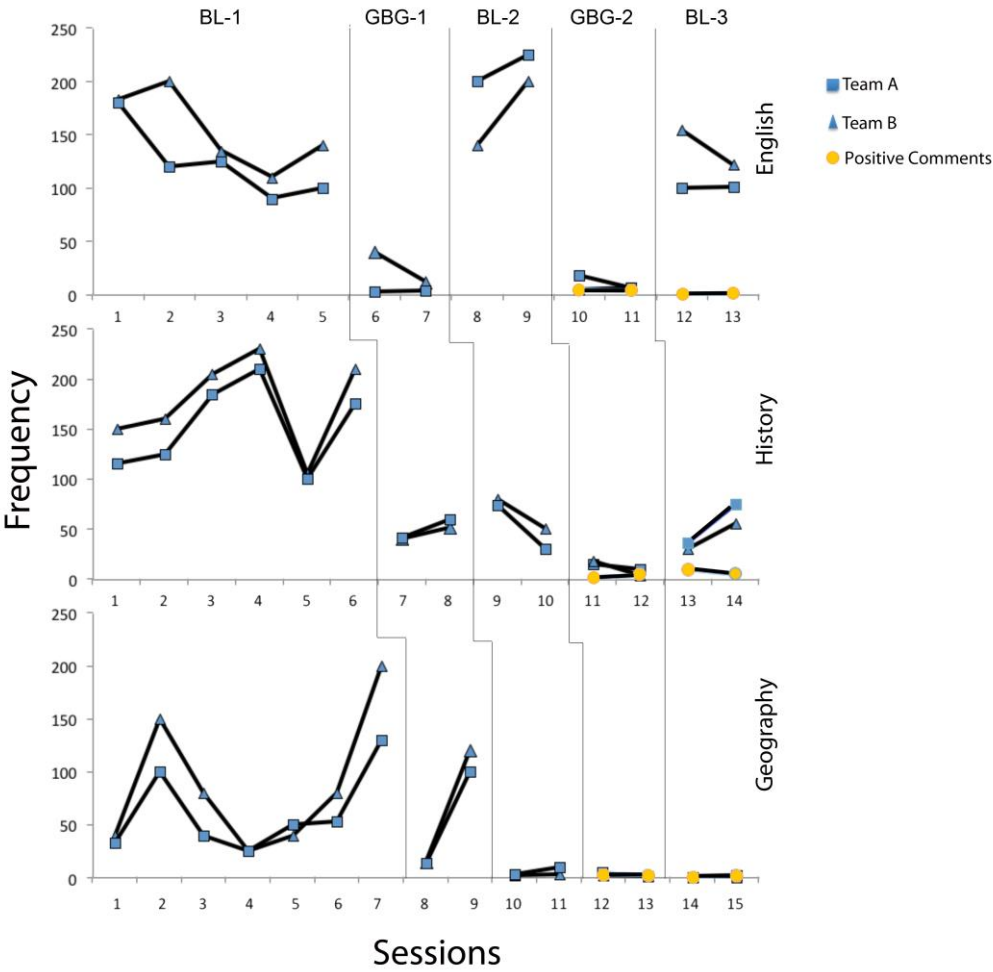 BL-1 GBG-1 BL-2 GBG-2 BL-3
250
200
150
100
50
0
1 2 3 4 5 6 7 8 9 10 11 12 13
English
Team A
Team B
Positive Comments
Frequency
250
200
150
100
50
0
1 2 3 4 5 6 7 8 9 10 11 12 13 14
History
250
200
150
100
50
0
1 2 3 4 5 6 7 8 9 10 11 12 13 14 15
Geography
Sessions